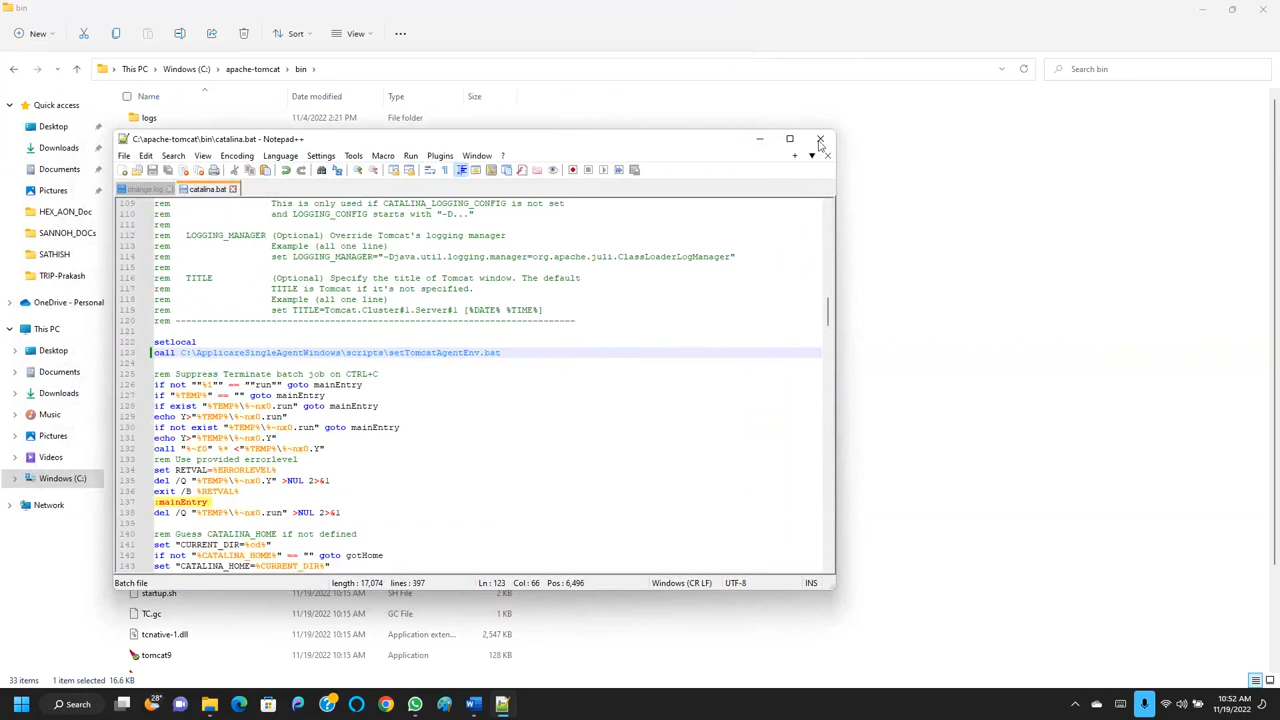 bin
New
Sort
View
This PC
Windows (C:)
apache-tomcat
bin
Search bin
Quick access
Desktop
Downloads
Documents
Pictures
HEX_AON_Doc
SANNOH_DOCs
SATHISH
TRIP-Prakash
OneDrive - Personal
This PC
Desktop
Documents
Downloads
Music
Pictures
Videos
Windows (C:)
Network
Name Date modified Type Size
logs 11/4/2022 2:21 PM File folder
C:\apache-tomcat\bin\catalina.bat - Notepad++
File Edit Search View Encoding Language Settings Tools Macro Run Plugins Window ?
change.log catalina.bat
109 rem This is only used if CATALINA_LOGGING_CONFIG is not set
110 rem and LOGGING_CONFIG starts with "-D..."
111 rem
112 rem LOGGING_MANAGER (Optional) Override Tomcat's logging manager
113 rem Example (all one line)
114 rem set LOGGING_MANAGER="-Djava.util.logging.manager=org.apache.juli.ClassLoaderLogManager"
115 rem
116 rem TITLE (Optional) Specify the title of Tomcat window. The default
117 rem TITLE is Tomcat if it's not specified.
118 rem Example (all one line)
119 rem set TITLE=Tomcat.Cluster#1.Server#1 [%DATE% %TIME%]
120 rem ---------------------------------------------------------------------------
121
122 setlocal
123 call C:\ApplicareSingleAgentWindows\scripts\setTomcatAgentEnv.bat
124
125 rem Suppress Terminate batch job on CTRL+C
126 if not ""%1"" == ""run"" goto mainEntry
127 if "%TEMP%" == "" goto mainEntry
128 if exist "%TEMP%\%~nx0.run" goto mainEntry
129 echo Y>"%TEMP%\%~nx0.run"
130 if not exist "%TEMP%\%~nx0.run" goto mainEntry
131 echo Y>"%TEMP%\%~nx0.Y"
132 call "%~f0" %* <"%TEMP%\%~nx0.Y"
133 rem Use provided errorlevel
134 set RETVAL=%ERRORLEVEL%
135 del /Q "%TEMP%\%~nx0.Y" >NUL 2>&1
136 exit /B %RETVAL%
137 :mainEntry
138 del /Q "%TEMP%\%~nx0.run" >NUL 2>&1
139
140 rem Guess CATALINA_HOME if not defined
141 set "CURRENT_DIR=%cd%"
142 if not "%CATALINA_HOME%" == "" goto gotHome
143 set "CATALINA_HOME=%CURRENT_DIR%"
Batch file length : 17,074 lines : 397 Ln : 123 Col : 66 Pos : 6,496 Windows (CR LF) UTF-8 INS
startup.sh 11/19/2022 10:15 AM SH File 2 KB
TC.gc 11/19/2022 10:15 AM GC File 1 KB
tcnative-1.dll 11/19/2022 10:15 AM Application exten... 2,547 KB
tomcat9 11/19/2022 10:15 AM Application 128 KB
33 items 1 item selected 16.6 KB
Search
28°
10:52 AM
11/19/2022